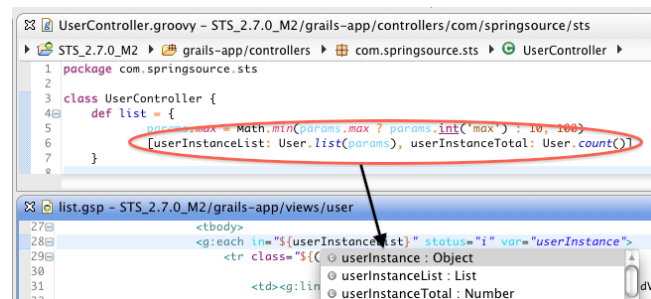 UserController.groovy – STS_2.7.0_M2/grails-app/controllers/com/springsource/sts
STS_2.7.0_M2 grails-app/controllers com.springsource.sts UserController
1 package com.springsource.sts
2
3 class UserController {
4 def list = {
5 params.max = Math.min(params.max ? params.int('max') : 10, 100)
6 [userInstanceList: User.list(params), userInstanceTotal: User.count()]
7 }
8
list.gsp – STS_2.7.0_M2/grails-app/views/user
27 <tbody>
28 <g:each in="${userInstanceList}" status="i" var="userInstance">
29 <tr class="${(
userInstance : Object
30
userInstanceList : List
31 <td><g:lin
userInstanceTotal : Number